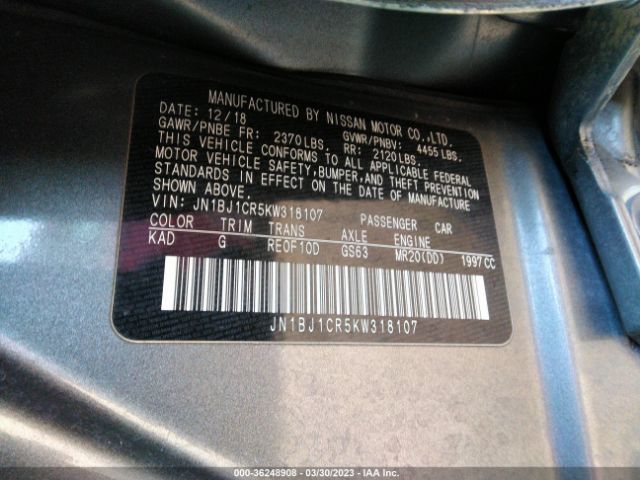 MANUFACTURED BY NISSAN MOTOR CO.,LTD.
DATE: 12/18 GVWR/PNBV: 4455 LBS.
GAWR/PNBE FR: 2370LBS. RR: 2120LBS.
THIS VEHICLE CONFORMS TO ALL APPLICABLE FEDERAL
MOTOR VEHICLE SAFETY,BUMPER,AND THEFT PREVENTION
STANDARDS IN EFFECT ON THE DATE OF MANUFACTURE
SHOWN ABOVE.
VIN: JN1BJ1CR5KW318107 PASSENGER CAR
COLOR TRIM TRANS AXLE ENGINE
KAD G RE0F10D GS63 MR20(DD) 1997CC
JN1BJ1CR5KW318107
000-36248908 - 03/30/2023 - IAA Inc.